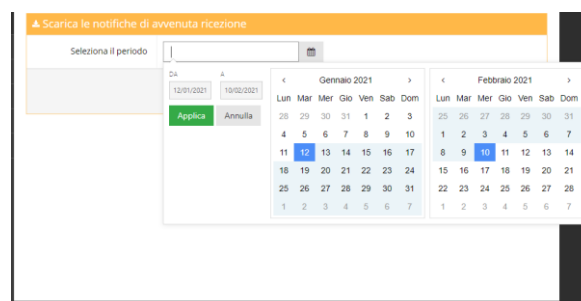 Scarica le notifiche di avvenuta ricezione
Seleziona il periodo
DA A
12/01/2021 10/02/2021
Applica Annulla
‹ Gennaio 2021 ›
Lun Mar Mer Gio Ven Sab Dom
28 29 30 31 1 2 3
4 5 6 7 8 9 10
11 12 13 14 15 16 17
18 19 20 21 22 23 24
25 26 27 28 29 30 31
1 2 3 4 5 6 7
‹ Febbraio 2021 ›
Lun Mar Mer Gio Ven Sab Dom
25 26 27 28 29 30 31
1 2 3 4 5 6 7
8 9 10 11 12 13 14
15 16 17 18 19 20 21
22 23 24 25 26 27 28
1 2 3 4 5 6 7